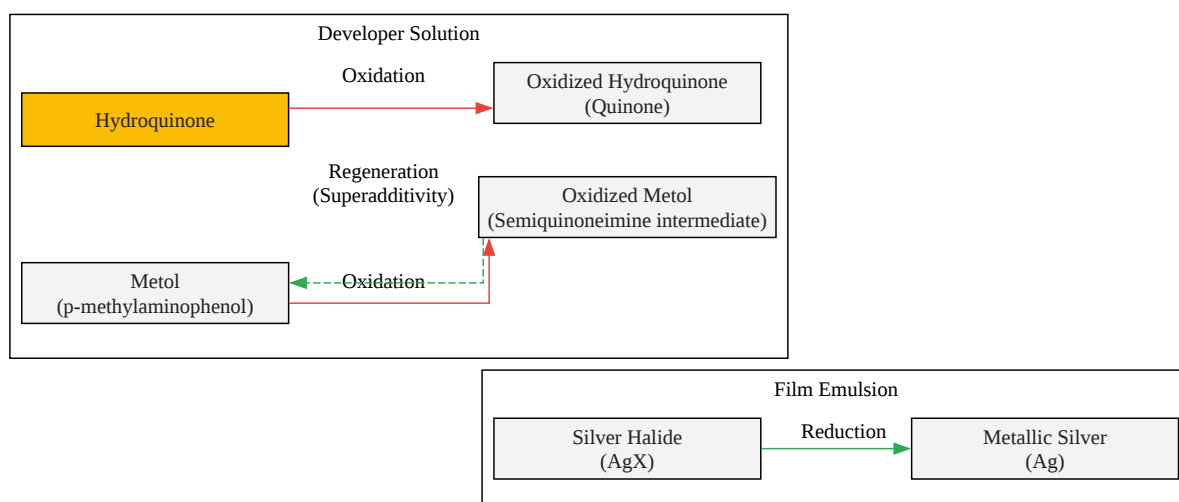 Developer Solution
Oxidation
Hydroquinone
Oxidized Hydroquinone
(Quinone)
Regeneration
(Superadditivity)
Oxidized Metol
(Semiquinoneimine intermediate)
Metol
(p-methylaminophenol)
Oxidation
Film Emulsion
Silver Halide
(AgX)
Reduction
Metallic Silver
(Ag)